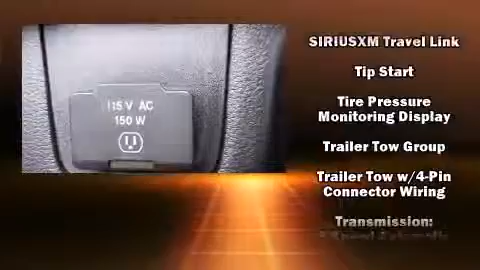 115 V AC
150 W
SIRIUSXM Travel Link
Tip Start
Tire Pressure
Monitoring Display
Trailer Tow Group
Trailer Tow w/4-Pin
Connector Wiring
Transmission: